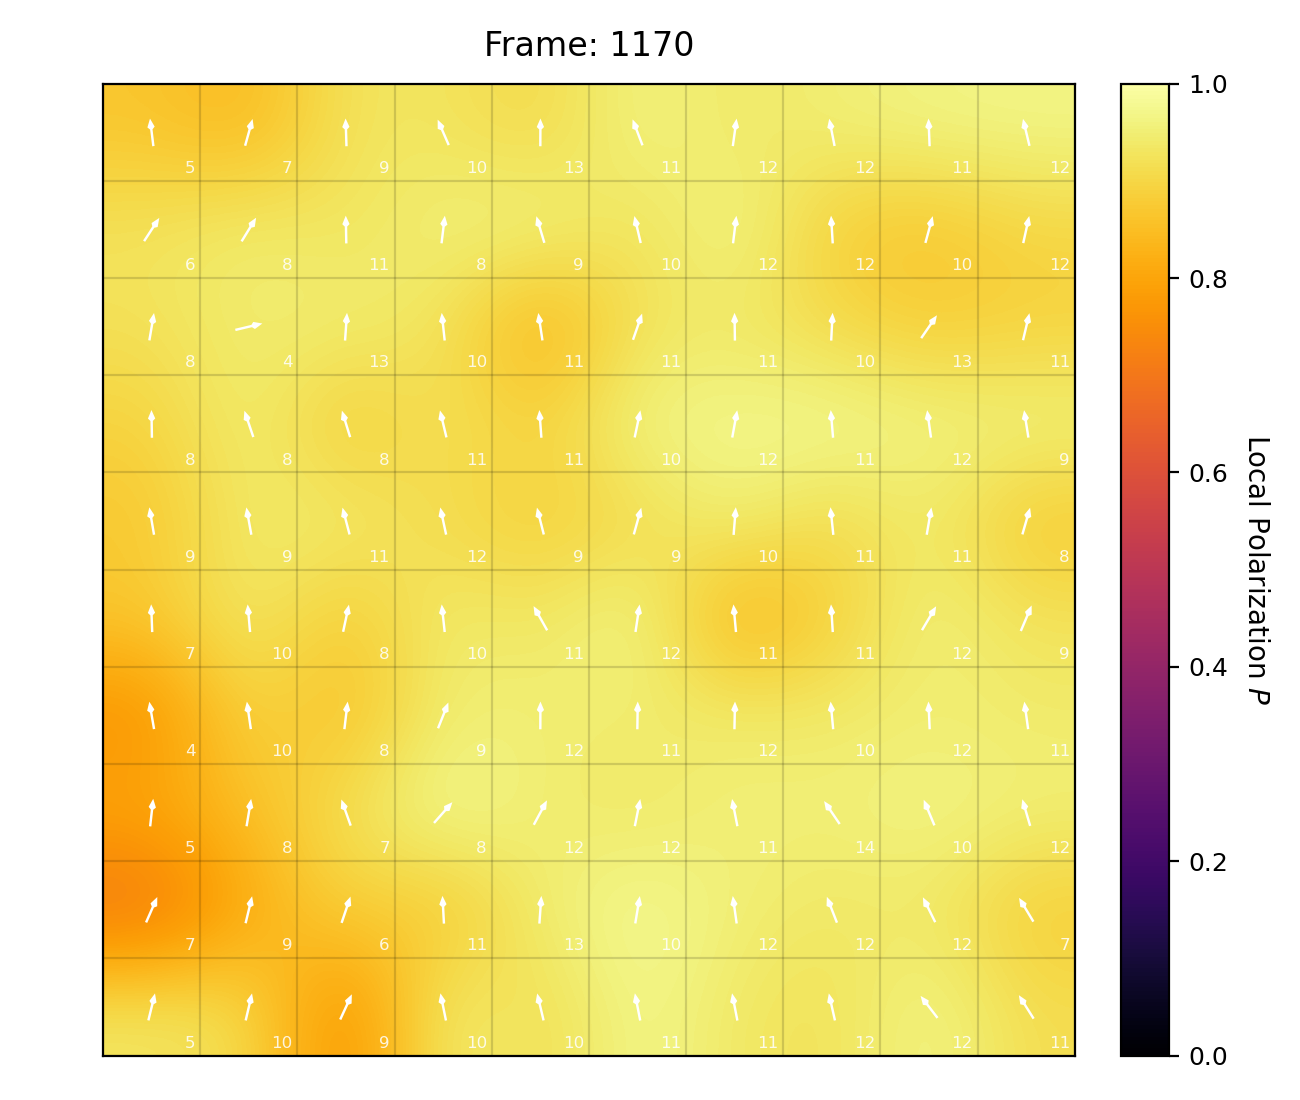 Frame: 1170
5 7 9 10 13 11 12 12 11 12
6 8 11 8 9 10 12 12 10 12
8 4 13 10 11 11 11 10 13 11
8 8 8 11 11 10 12 11 12 9
9 9 11 12 9 9 10 11 11 8
7 10 8 10 11 12 11 11 12 9
4 10 8 9 12 11 12 10 12 11
5 8 7 8 12 12 11 14 10 12
7 9 6 11 13 10 12 12 12 7
5 10 9 10 10 11 11 12 12 11
1.0
0.8
0.6
0.4
0.2
0.0
Local Polarization P